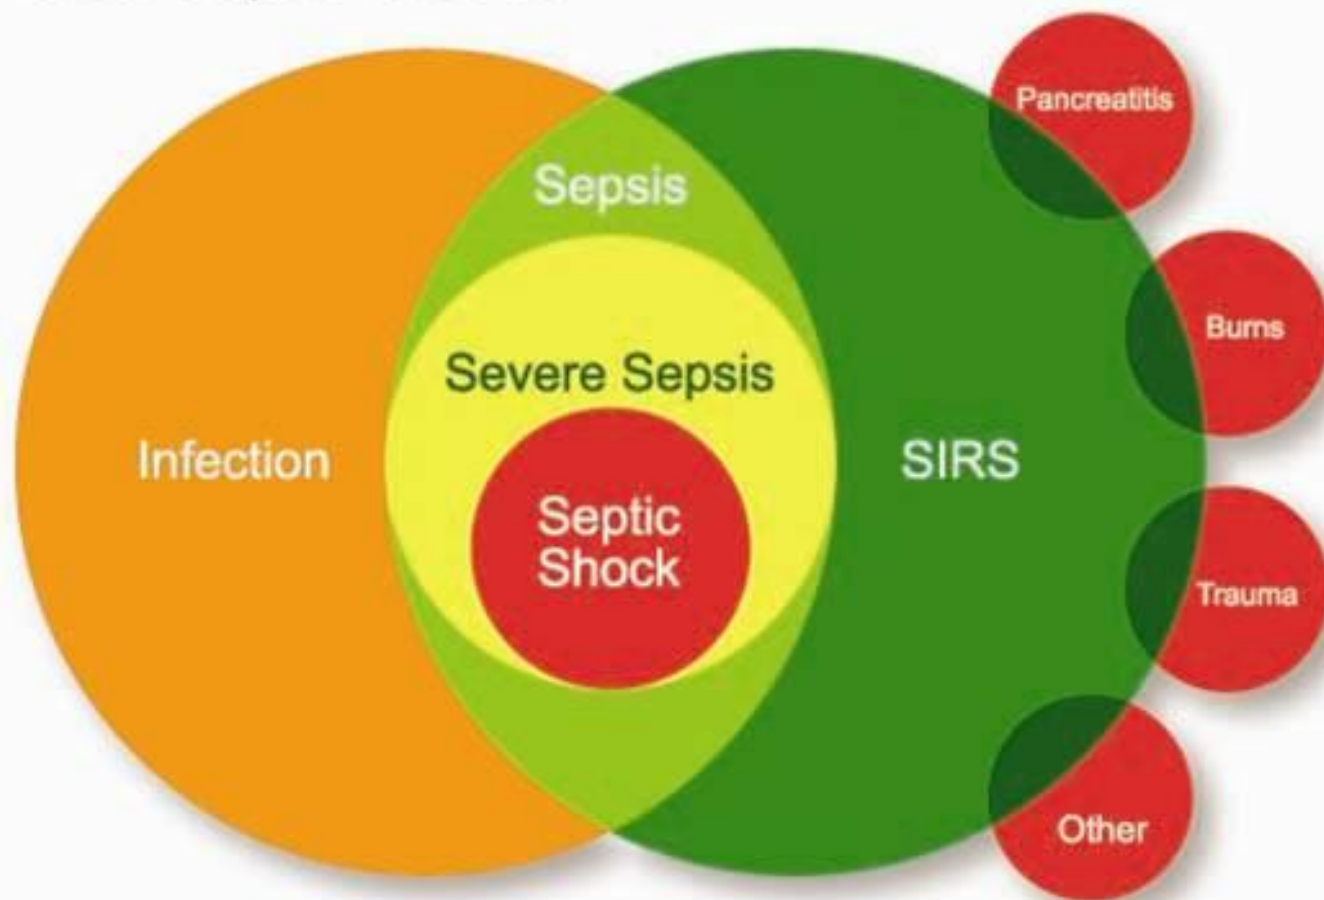 Pancreatitis
Sepsis
Burns
Severe Sepsis
Infection
SIRS
Septic
Shock
Trauma
Other